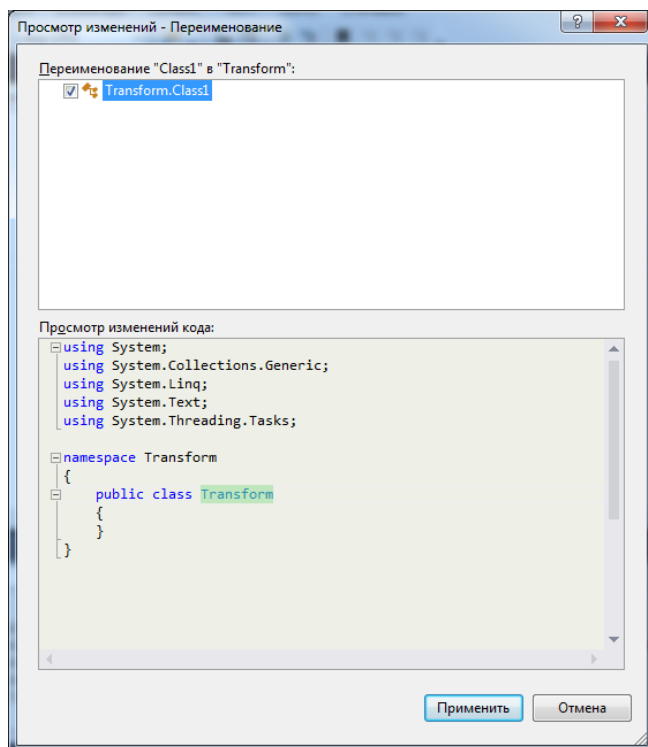 Просмотр изменений - Переименование
Переименование "Class1" в "Transform":
Transform.Class1
Просмотр изменений кода:
using System;
using System.Collections.Generic;
using System.Linq;
using System.Text;
using System.Threading.Tasks;
namespace Transform
{
public class Transform
{
}
}
Применить
Отмена